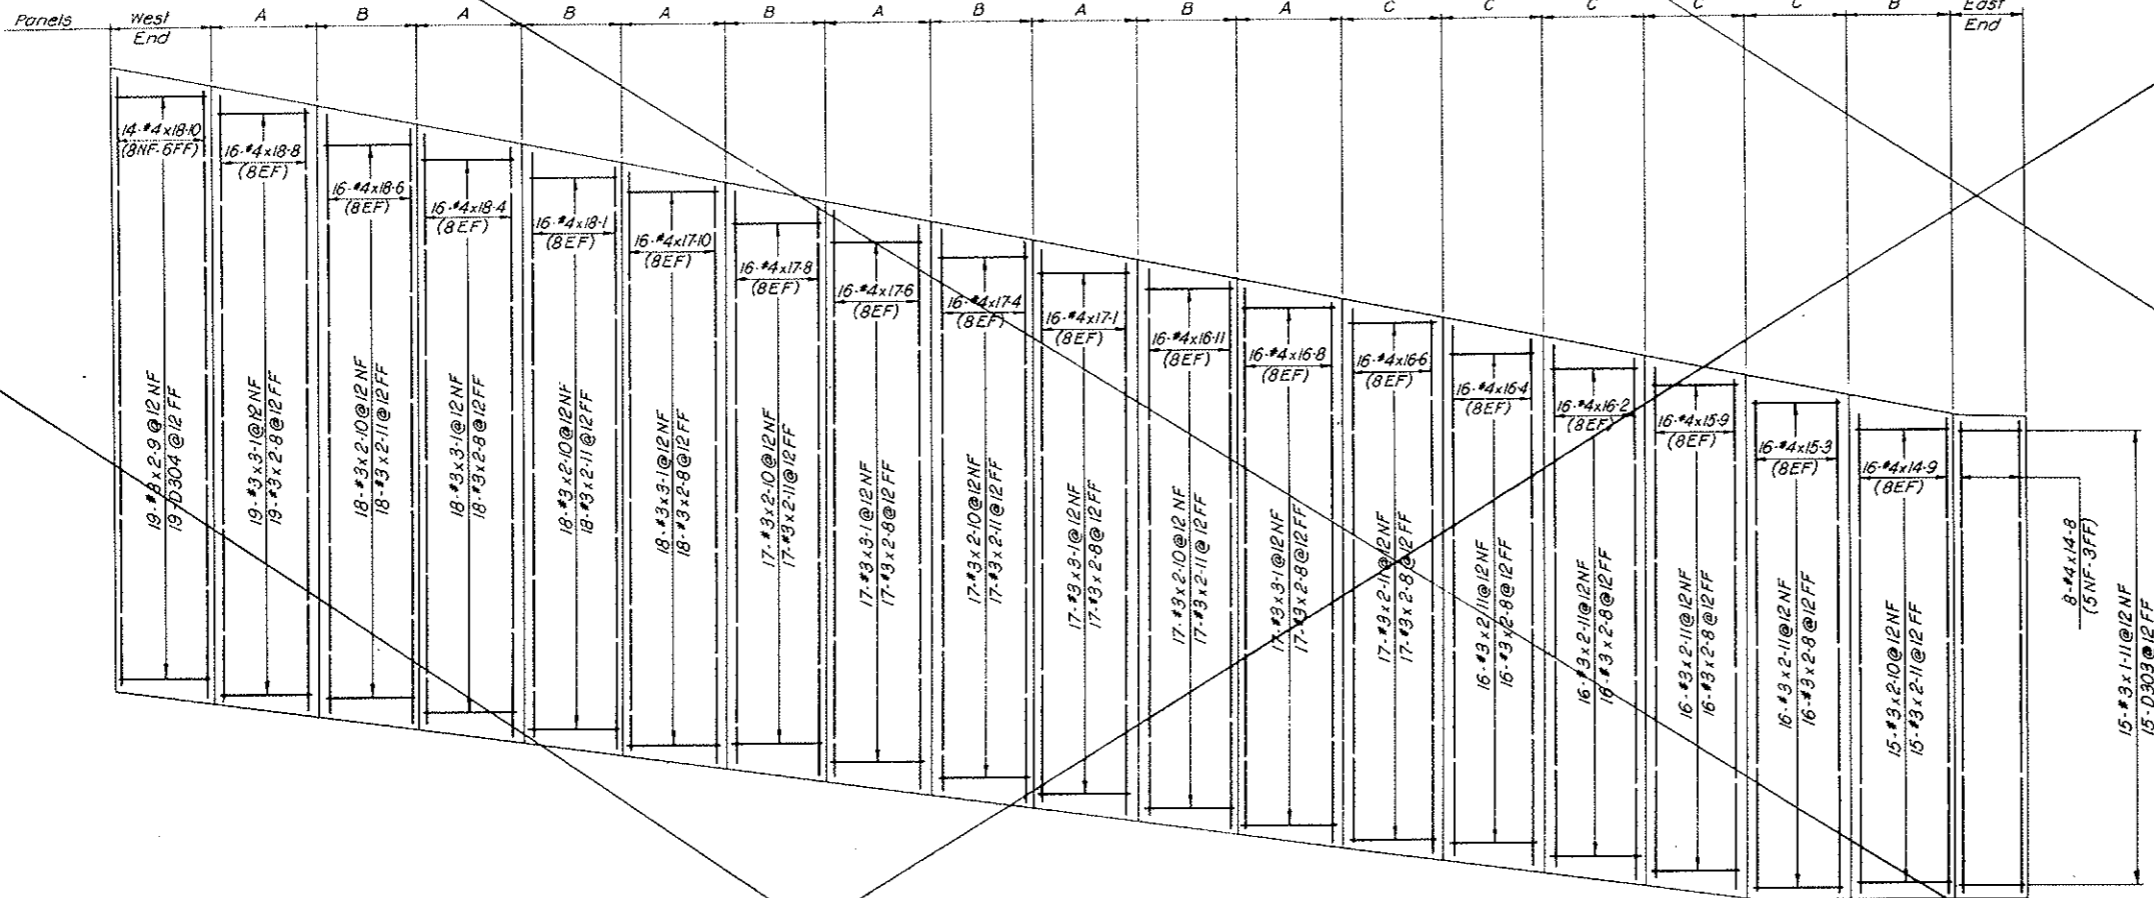 Panels
West
End
A
B
A
B
A
B
A
B
A
B
A
C
C
C
C
C
B
East
End
14-#4x18-10
(8NF-6FF)
19-#3x2-9@12NF
19-D304@12FF
16-#4x18-8
(8EF)
19-#3x3-1@12NF
19-#3x2-8@12FF
16-#4x18-6
(8EF)
18-#3x2-10@12NF
18-#3x2-11@12FF
16-#4x18-4
(8EF)
18-#3x3-1@12NF
18-#3x2-8@12FF
16-#4x18-1
(8EF)
18-#3x2-10@12NF
18-#3x2-11@12FF
16-#4x17-10
(8EF)
18-#3x3-1@12NF
18-#3x2-8@12FF
16-#4x17-8
(8EF)
17-#3x2-10@12NF
17-#3x2-11@12FF
16-#4x17-6
(8EF)
17-#3x3-1@12NF
17-#3x2-8@12FF
16-#4x17-4
(8EF)
17-#3x2-10@12NF
17-#3x2-11@12FF
16-#4x17-1
(8EF)
17-#3x3-1@12NF
17-#3x2-8@12FF
16-#4x16-11
(8EF)
17-#3x2-10@12NF
17-#3x2-11@12FF
16-#4x16-8
(8EF)
17-#3x3-1@12NF
17-#3x2-8@12FF
16-#4x16-6
(8EF)
17-#3x2-11@12NF
17-#3x2-8@12FF
16-#4x16-4
(8EF)
16-#3x2-11@12NF
16-#3x2-8@12FF
16-#4x16-2
(8EF)
16-#3x2-11@12NF
16-#3x2-8@12FF
16-#4x15-9
(8EF)
16-#3x2-11@12NF
16-#3x2-8@12FF
16-#4x15-3
(8EF)
16-#3x2-11@12NF
16-#3x2-8@12FF
16-#4x14-9
(8EF)
15-#3x2-10@12NF
15-#3x2-11@12FF
8-#4x14-8
(5NF-3FF)
15-#3x1-11@12NF
15-D303@12FF